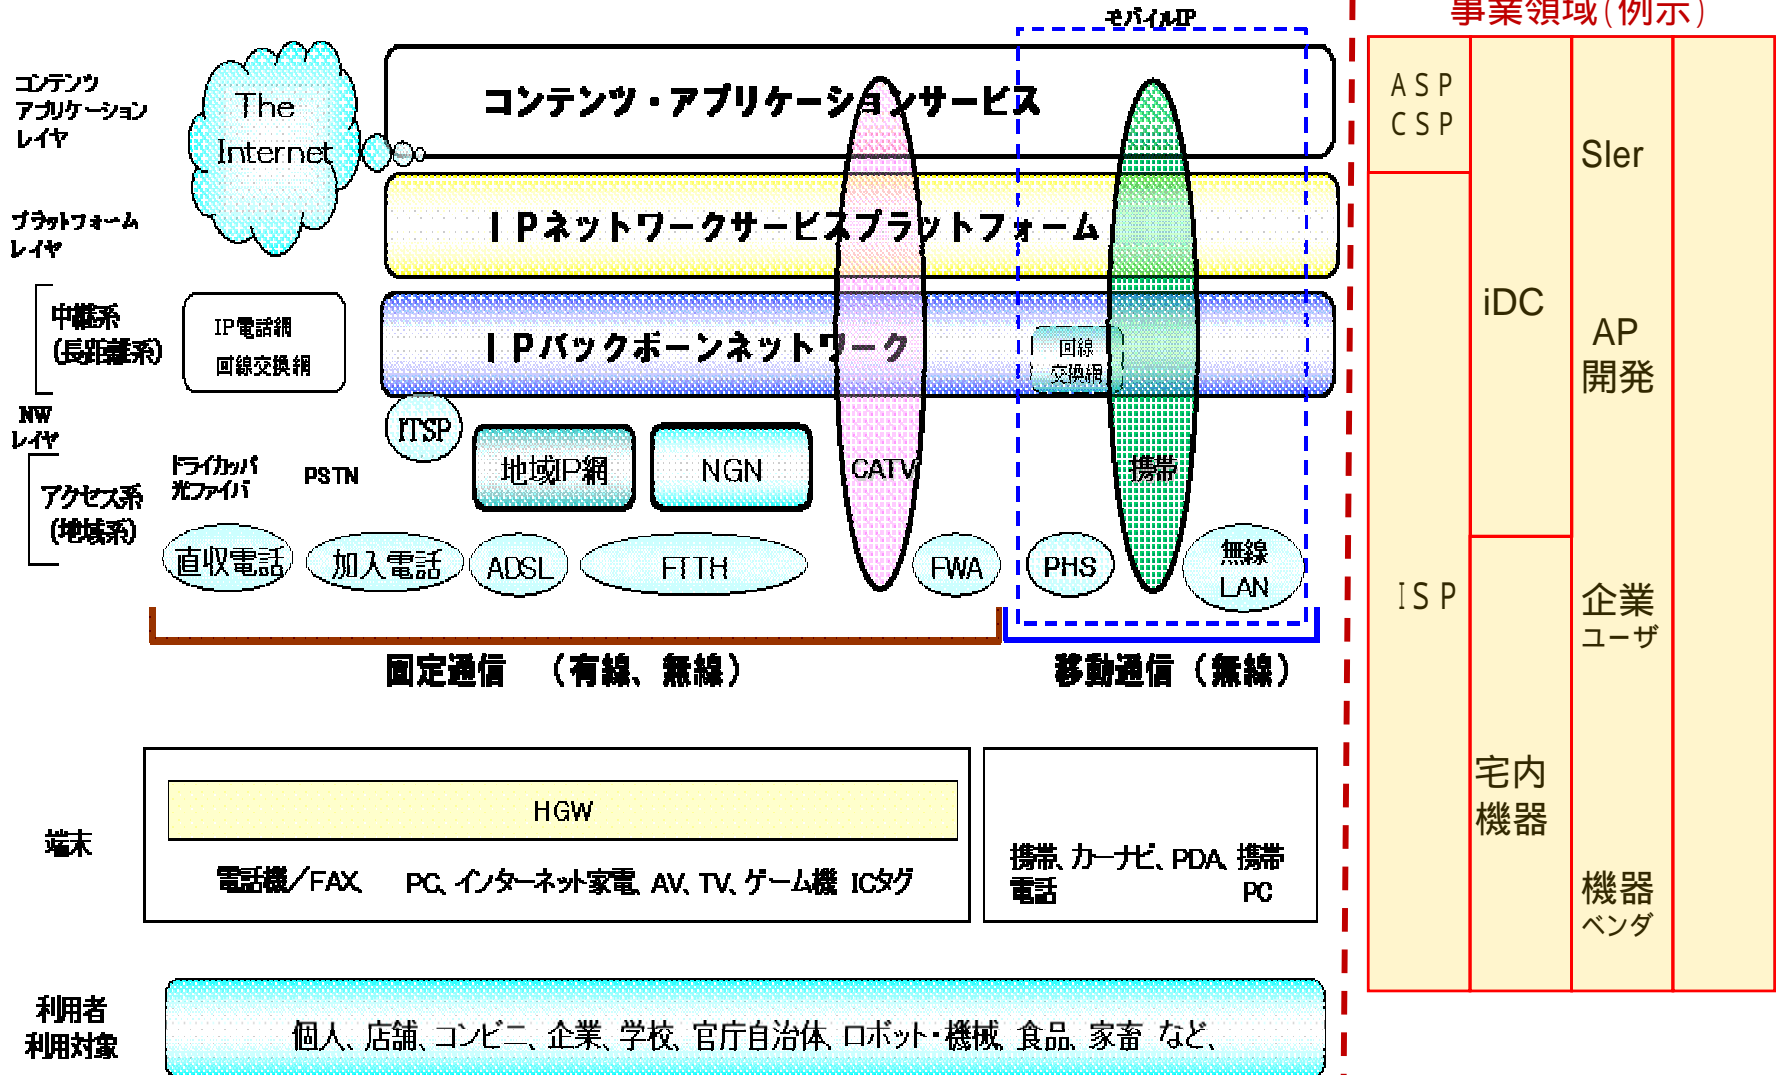 モバイルIP
事業領域(例示)
コンテンツ
アプリケーション
レイヤ
The
Internet
コンテンツ・アプリケーションサービス
プラットフォーム
レイヤ
IPネットワークサービスプラットフォーム
中継系
(長距離系)
IP電話網
回線交換網
IPバックボーンネットワーク
回線
交換網
NW
レイヤ
ITSP
アクセス系
(地域系)
ドライカッパ
光ファイバ
PSTN
地域IP網
NGN
CATV
携帯
直収電話
加入電話
ADSL
FTTH
FWA
PHS
無線
LAN
固定通信 (有線、無線)
移動通信(無線)
端末
HGW
電話機/FAX、 PC、インターネット家電、AV、TV、ゲーム機 ICタグ
携帯、カーナビ、PDA、携帯
電話 PC
利用者
利用対象
個人、店舗、コンビニ、企業、学校、官庁自治体、ロボット・機械、食品、家畜 など、
ASP
CSP
ISP
iDC
宅内
機器
SIer
AP
開発
企業
ユーザ
機器
ベンダ